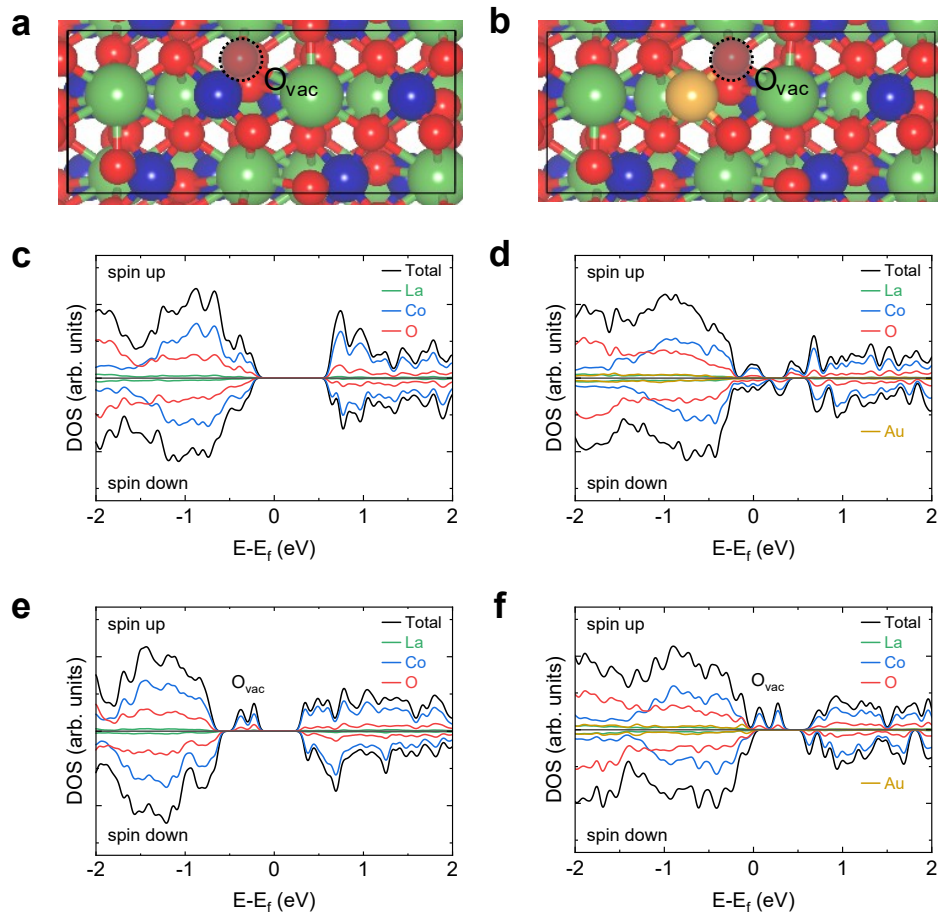 a
b
O_vac
O_vac
c
d
spin up
Total
La
Co
O
DOS (arb. units)
spin down
-2 -1 0 1 2
E-E_f (eV)
spin up
Total
La
Co
O
Au
DOS (arb. units)
spin down
-2 -1 0 1 2
E-E_f (eV)
e
f
spin up
O_vac
Total
La
Co
O
DOS (arb. units)
spin down
-2 -1 0 1 2
E-E_f (eV)
spin up
O_vac
Total
La
Co
O
Au
DOS (arb. units)
spin down
-2 -1 0 1 2
E-E_f (eV)